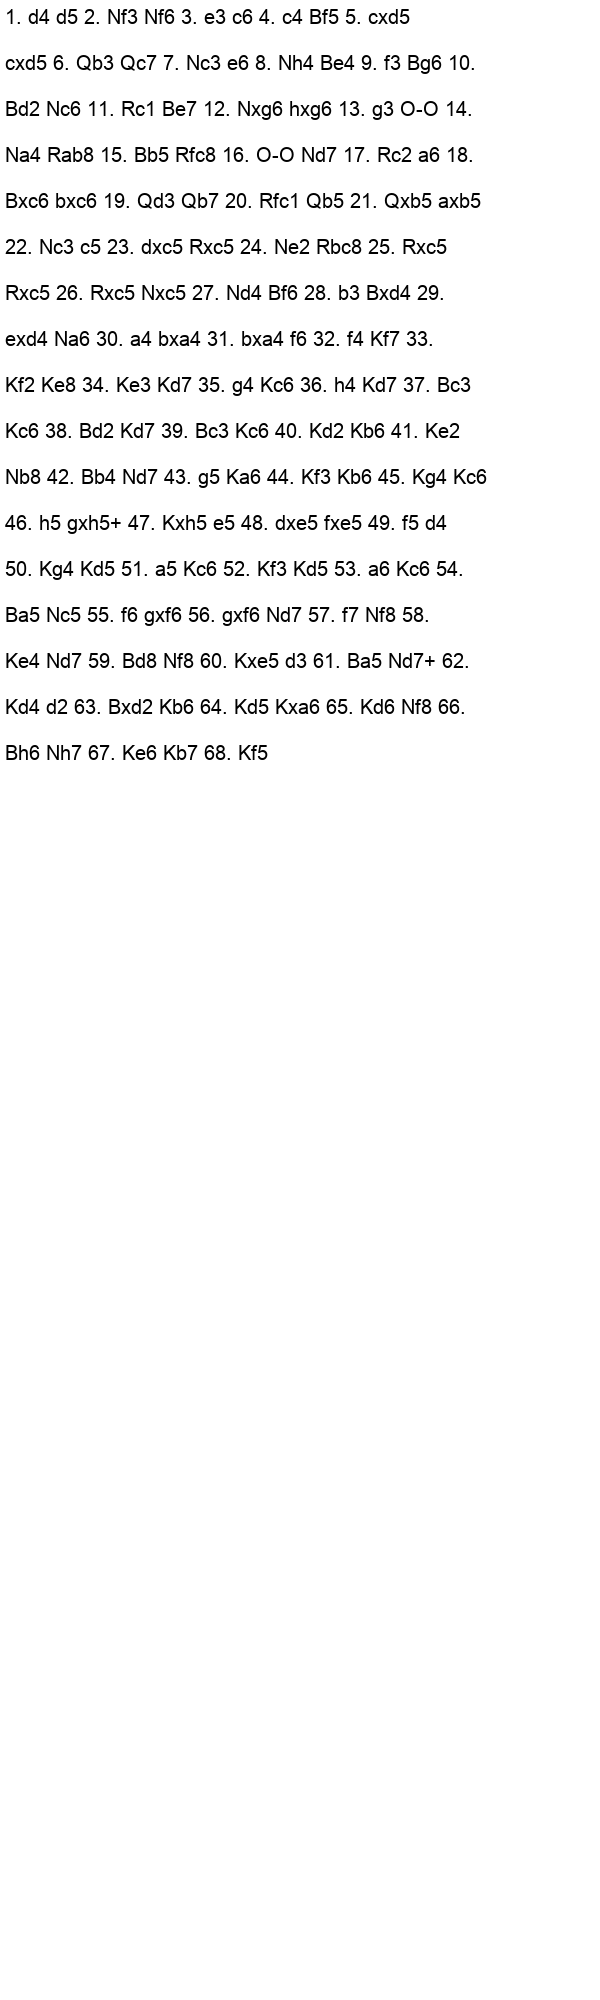 1. d4 d5 2. Nf3 Nf6 3. e3 c6 4. c4 Bf5 5. cxd5
cxd5 6. Qb3 Qc7 7. Nc3 e6 8. Nh4 Be4 9. f3 Bg6 10.
Bd2 Nc6 11. Rc1 Be7 12. Nxg6 hxg6 13. g3 O-O 14.
Na4 Rab8 15. Bb5 Rfc8 16. O-O Nd7 17. Rc2 a6 18.
Bxc6 bxc6 19. Qd3 Qb7 20. Rfc1 Qb5 21. Qxb5 axb5
22. Nc3 c5 23. dxc5 Rxc5 24. Ne2 Rbc8 25. Rxc5
Rxc5 26. Rxc5 Nxc5 27. Nd4 Bf6 28. b3 Bxd4 29.
exd4 Na6 30. a4 bxa4 31. bxa4 f6 32. f4 Kf7 33.
Kf2 Ke8 34. Ke3 Kd7 35. g4 Kc6 36. h4 Kd7 37. Bc3
Kc6 38. Bd2 Kd7 39. Bc3 Kc6 40. Kd2 Kb6 41. Ke2
Nb8 42. Bb4 Nd7 43. g5 Ka6 44. Kf3 Kb6 45. Kg4 Kc6
46. h5 gxh5+ 47. Kxh5 e5 48. dxe5 fxe5 49. f5 d4
50. Kg4 Kd5 51. a5 Kc6 52. Kf3 Kd5 53. a6 Kc6 54.
Ba5 Nc5 55. f6 gxf6 56. gxf6 Nd7 57. f7 Nf8 58.
Ke4 Nd7 59. Bd8 Nf8 60. Kxe5 d3 61. Ba5 Nd7+ 62.
Kd4 d2 63. Bxd2 Kb6 64. Kd5 Kxa6 65. Kd6 Nf8 66.
Bh6 Nh7 67. Ke6 Kb7 68. Kf5